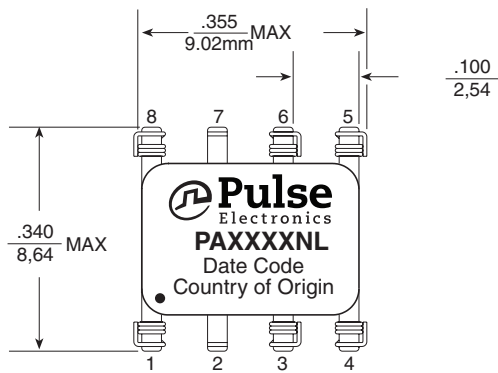 .355
9.02mm MAX
.100
2,54
8 7 6 5
.340
8,64 MAX
Pulse
Electronics
PAXXXXNL
Date Code
Country of Origin
1 2 3 4